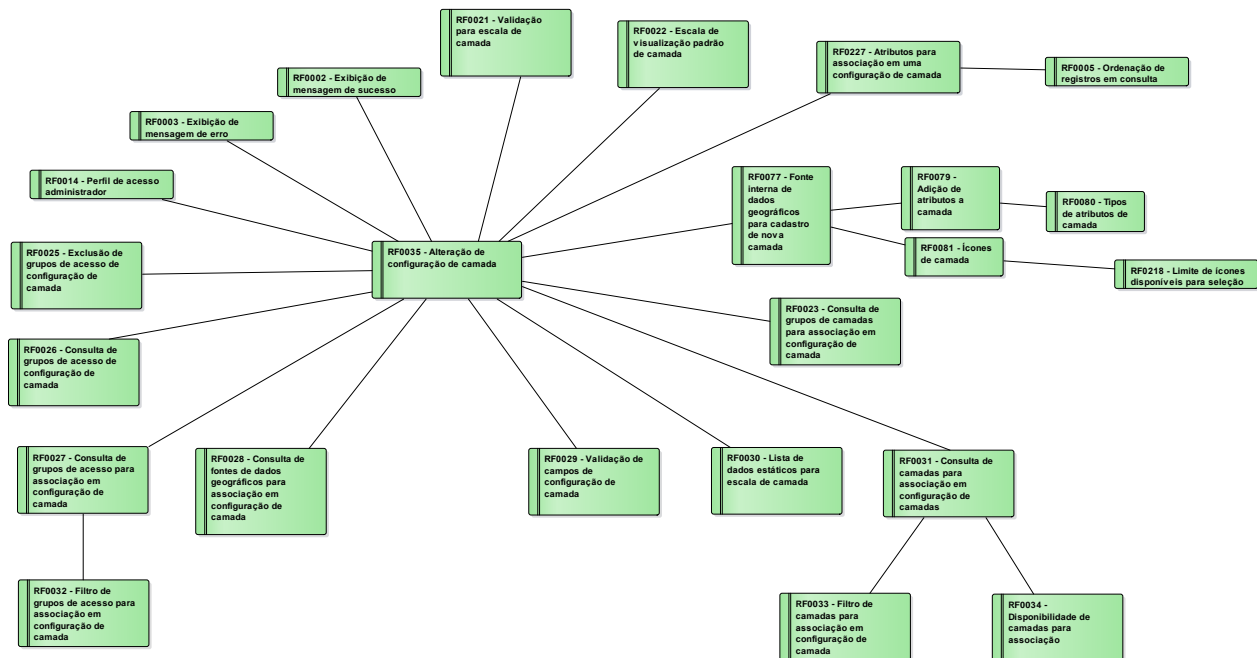 RF0021 - Validação
para escala de
camada
RF0022 - Escala de
visualização padrão
de camada
RF0227 - Atributos para
associação em uma
configuração de camada
RF0005 - Ordenação de
registros em consulta
RF0002 - Exibição de
mensagem de sucesso
RF0003 - Exibição de
mensagem de erro
RF0014 - Perfil de acesso
administrador
RF0077 - Fonte
interna de
dados
geográficos
para cadastro
de nova
camada
RF0079 -
Adição de
atributos a
camada
RF0080 - Tipos
de atributos de
camada
RF0081 - Ícones
de camada
RF0218 - Limite de ícones
disponíveis para seleção
RF0035 - Alteração de
configuração de camada
RF0025 - Exclusão de
grupos de acesso de
configuração de
camada
RF0023 - Consulta de
grupos de camadas
para associação em
configuração de
camada
RF0026 - Consulta de
grupos de acesso de
configuração de
camada
RF0027 - Consulta de
grupos de acesso para
associação em
configuração de
camada
RF0028 - Consulta de
fontes de dados
geográficos para
associação em
configuração de
camada
RF0029 - Validação de
campos de
configuração de
camada
RF0030 - Lista de
dados estáticos para
escala de camada
RF0031 - Consulta de
camadas para
associação em
configuração de
camadas
RF0032 - Filtro de
grupos de acesso para
associação em
configuração de
camada
RF0033 - Filtro de
camadas para
associação em
configuração de
camada
RF0034 -
Disponibilidade de
camadas para
associação